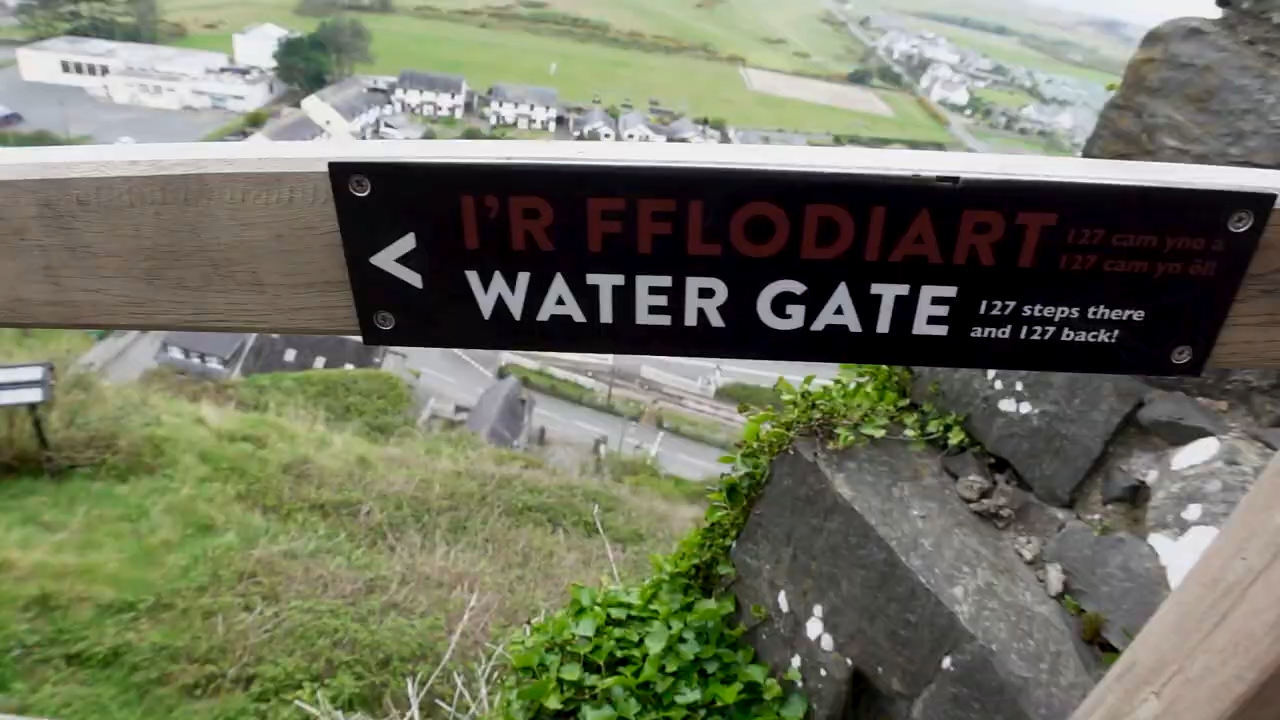 I'R FFLODIART
127 cam yno a
127 cam yn ôl!
< WATER GATE
127 steps there
and 127 back!